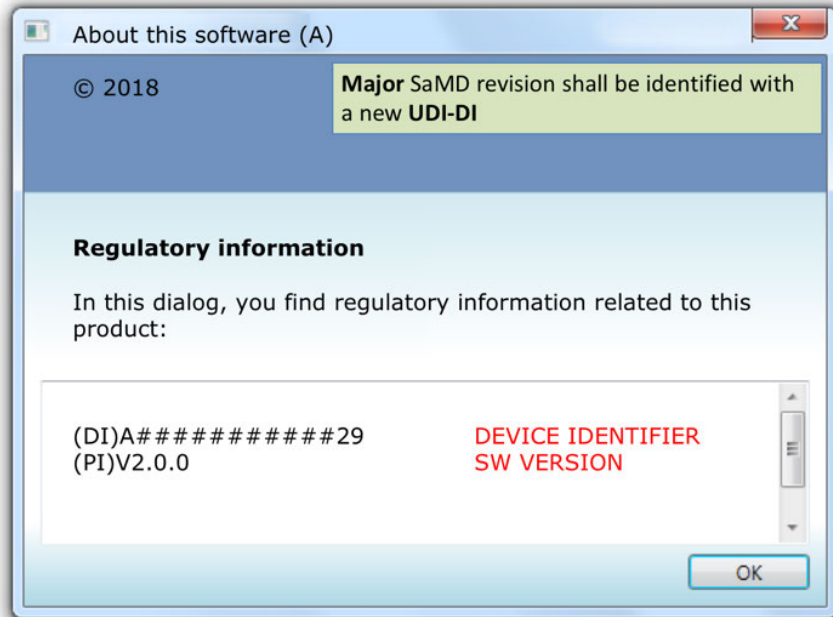 About this software (A)
© 2018
Major SaMD revision shall be identified with
a new UDI-DI
Regulatory information
In this dialog, you find regulatory information related to this
product:
(DI)A###########29 DEVICE IDENTIFIER
(PI)V2.0.0 SW VERSION
OK